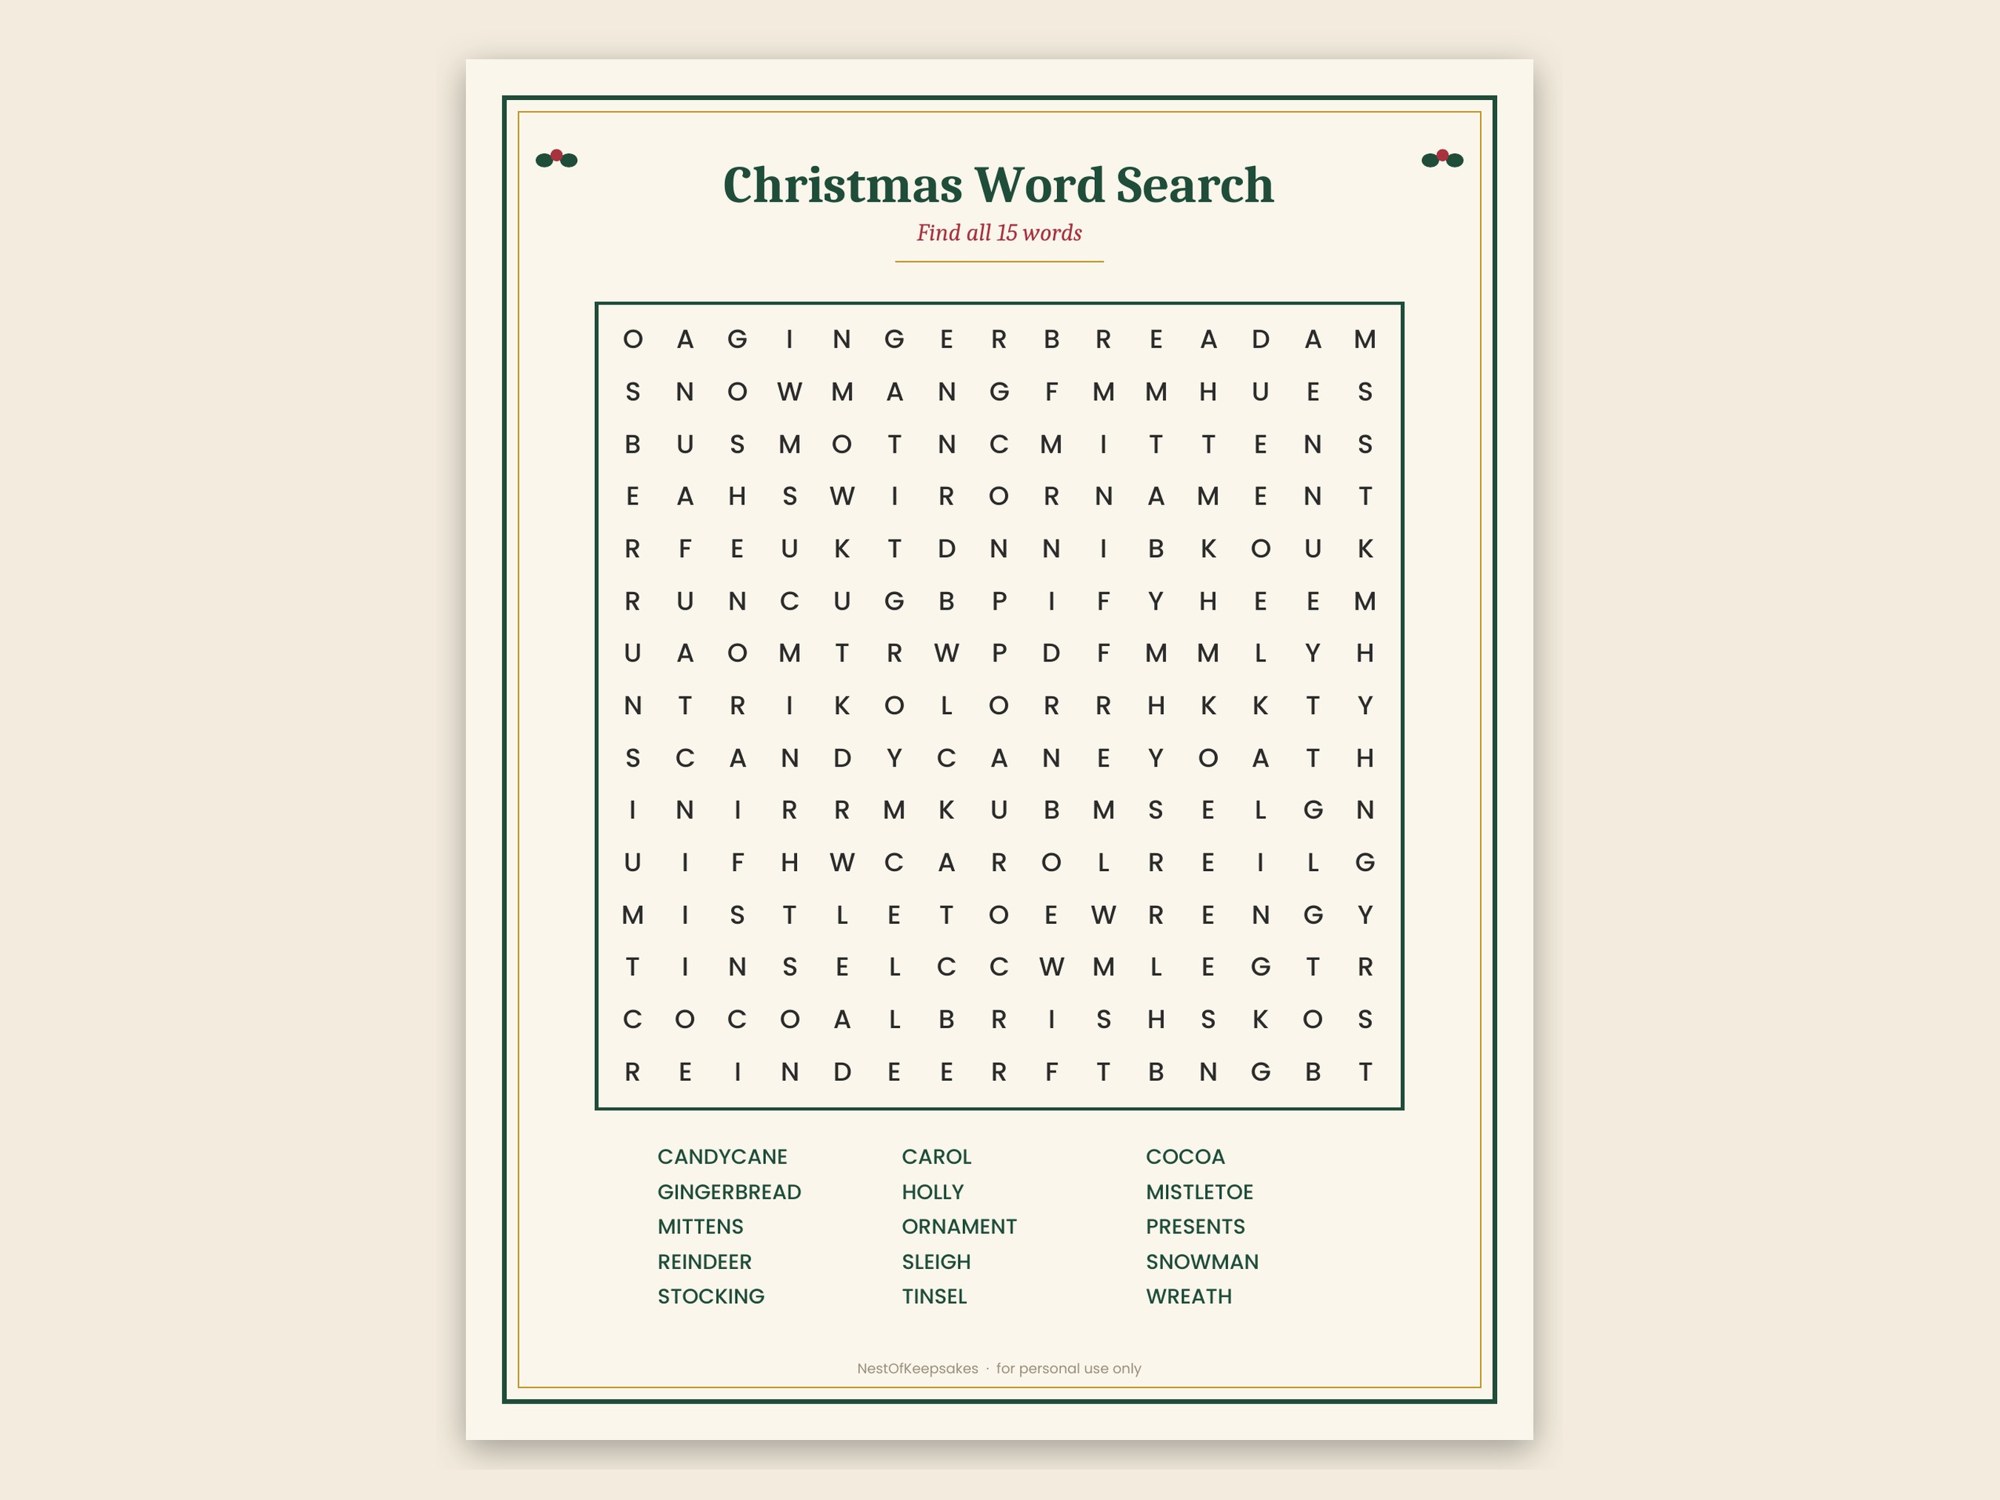 Christmas Word Search
Find all 15 words
O A G I N G E R B R E A D A M
S N O W M A N G F M M H U E S
B U S M O T N C M I T T E N S
E A H S W I R O R N A M E N T
R F E U K T D N N I B K O U K
R U N C U G B P I F Y H E E M
U A O M T R W P D F M M L Y H
N T R I K O L O R R H K K T Y
S C A N D Y C A N E Y O A T H
I N I R R M K U B M S E L G N
U I F H W C A R O L R E I L G
M I S T L E T O E W R E N G Y
T I N S E L C C W M L E G T R
C O C O A L B R I S H S K O S
R E I N D E E R F T B N G B T
CANDYCANE CAROL COCOA
GINGERBREAD HOLLY MISTLETOE
MITTENS ORNAMENT PRESENTS
REINDEER SLEIGH SNOWMAN
STOCKING TINSEL WREATH
NestOfKeepsakes · for personal use only